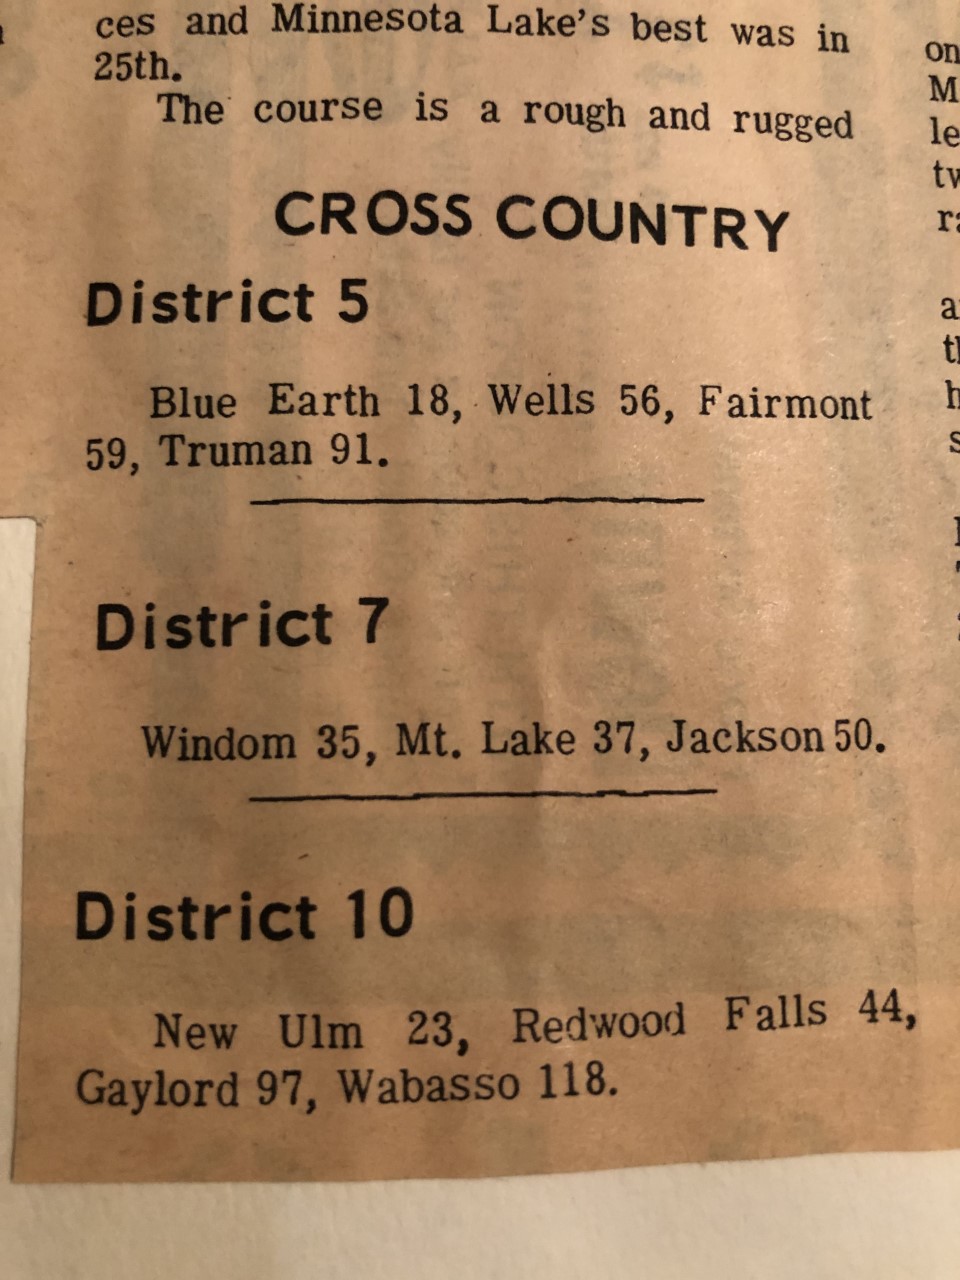 ces and Minnesota Lake's best was in
25th.
The course is a rough and rugged
CROSS COUNTRY
District 5
Blue Earth 18, Wells 56, Fairmont
59, Truman 91.
District 7
Windom 35, Mt. Lake 37, Jackson 50.
District 10
New Ulm 23, Redwood Falls 44,
Gaylord 97, Wabasso 118.
on